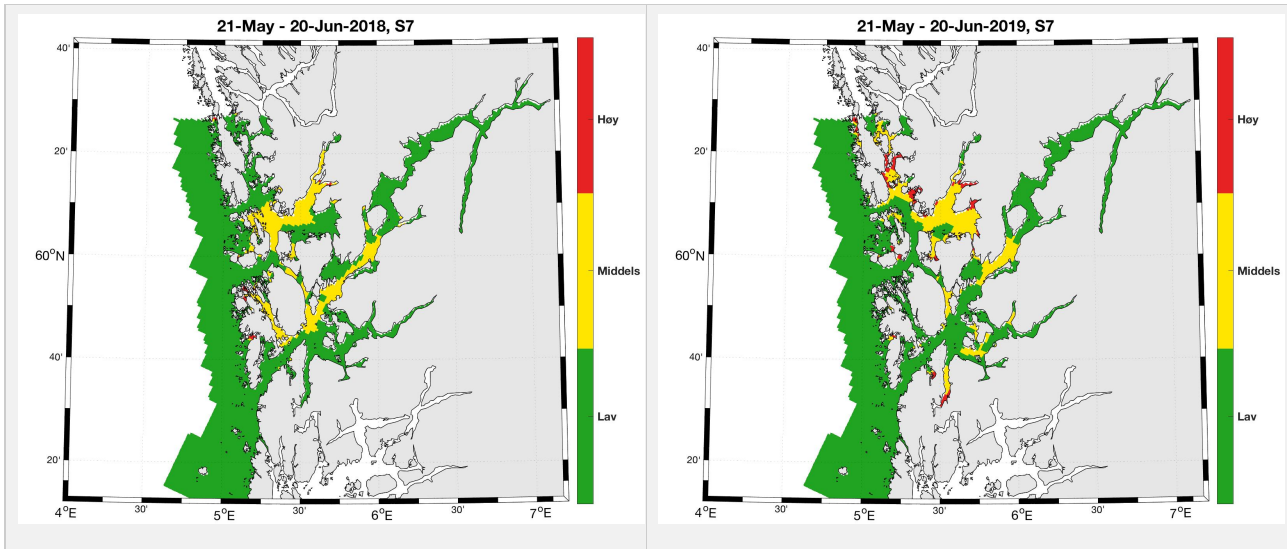 21-May - 20-Jun-2018, S7
40'
20'
60°N
40'
20'
4°E
30'
5°E
30'
6°E
30'
7°E
Høy
Middels
Lav
21-May - 20-Jun-2019, S7
40'
20'
60°N
40'
20'
4°E
30'
5°E
30'
6°E
30'
7°E
Høy
Middels
Lav